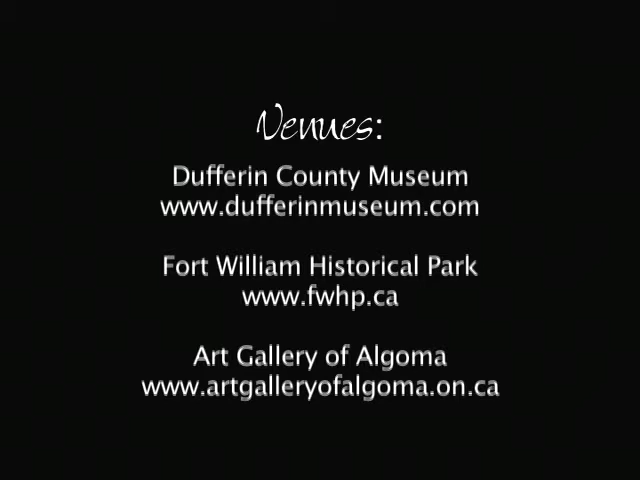 Venues:
Dufferin County Museum
www.dufferinmuseum.com
Fort William Historical Park
www.fwhp.ca
Art Gallery of Algoma
www.artgalleryofalgoma.on.ca